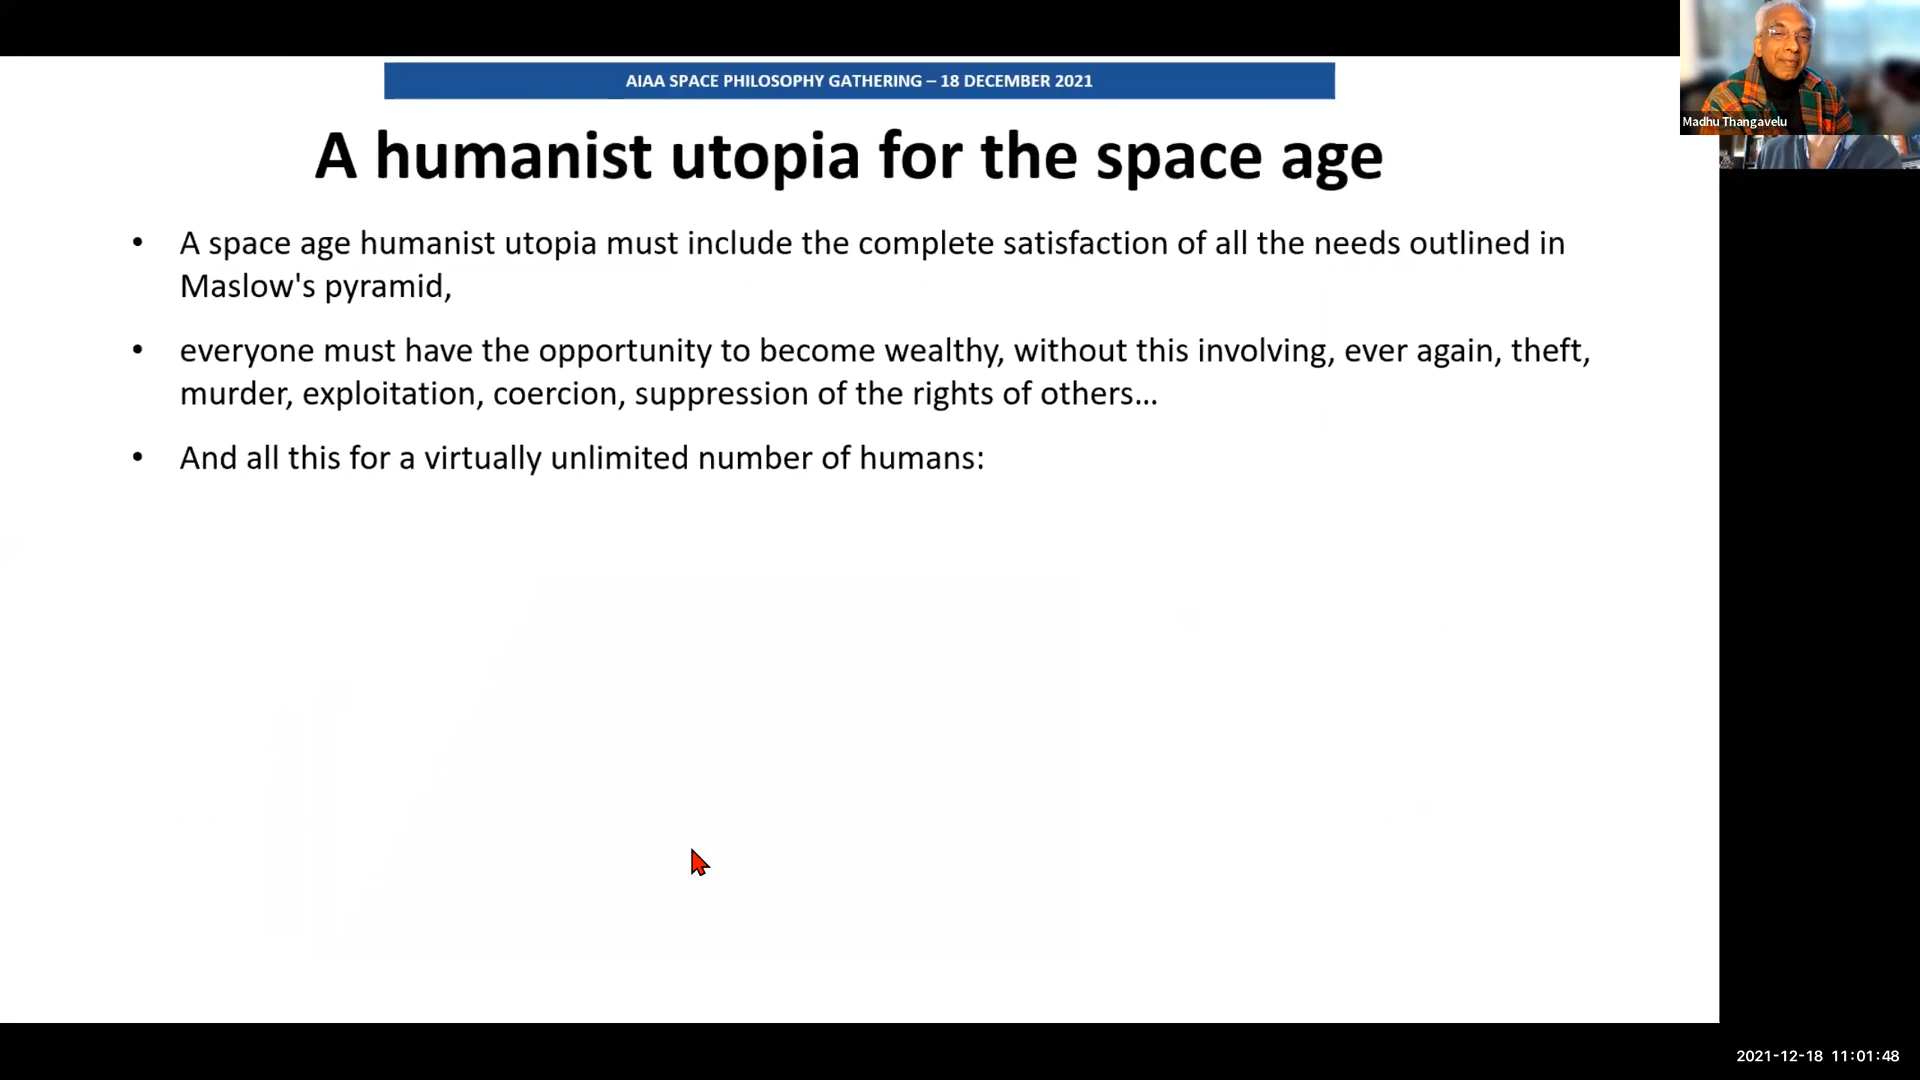 AIAA SPACE PHILOSOPHY GATHERING – 18 DECEMBER 2021
A humanist utopia for the space age
• A space age humanist utopia must include the complete satisfaction of all the needs outlined in
Maslow's pyramid,
• everyone must have the opportunity to become wealthy, without this involving, ever again, theft,
murder, exploitation, coercion, suppression of the rights of others…
• And all this for a virtually unlimited number of humans:
Madhu Thangavelu
2021-12-18 11:01:48